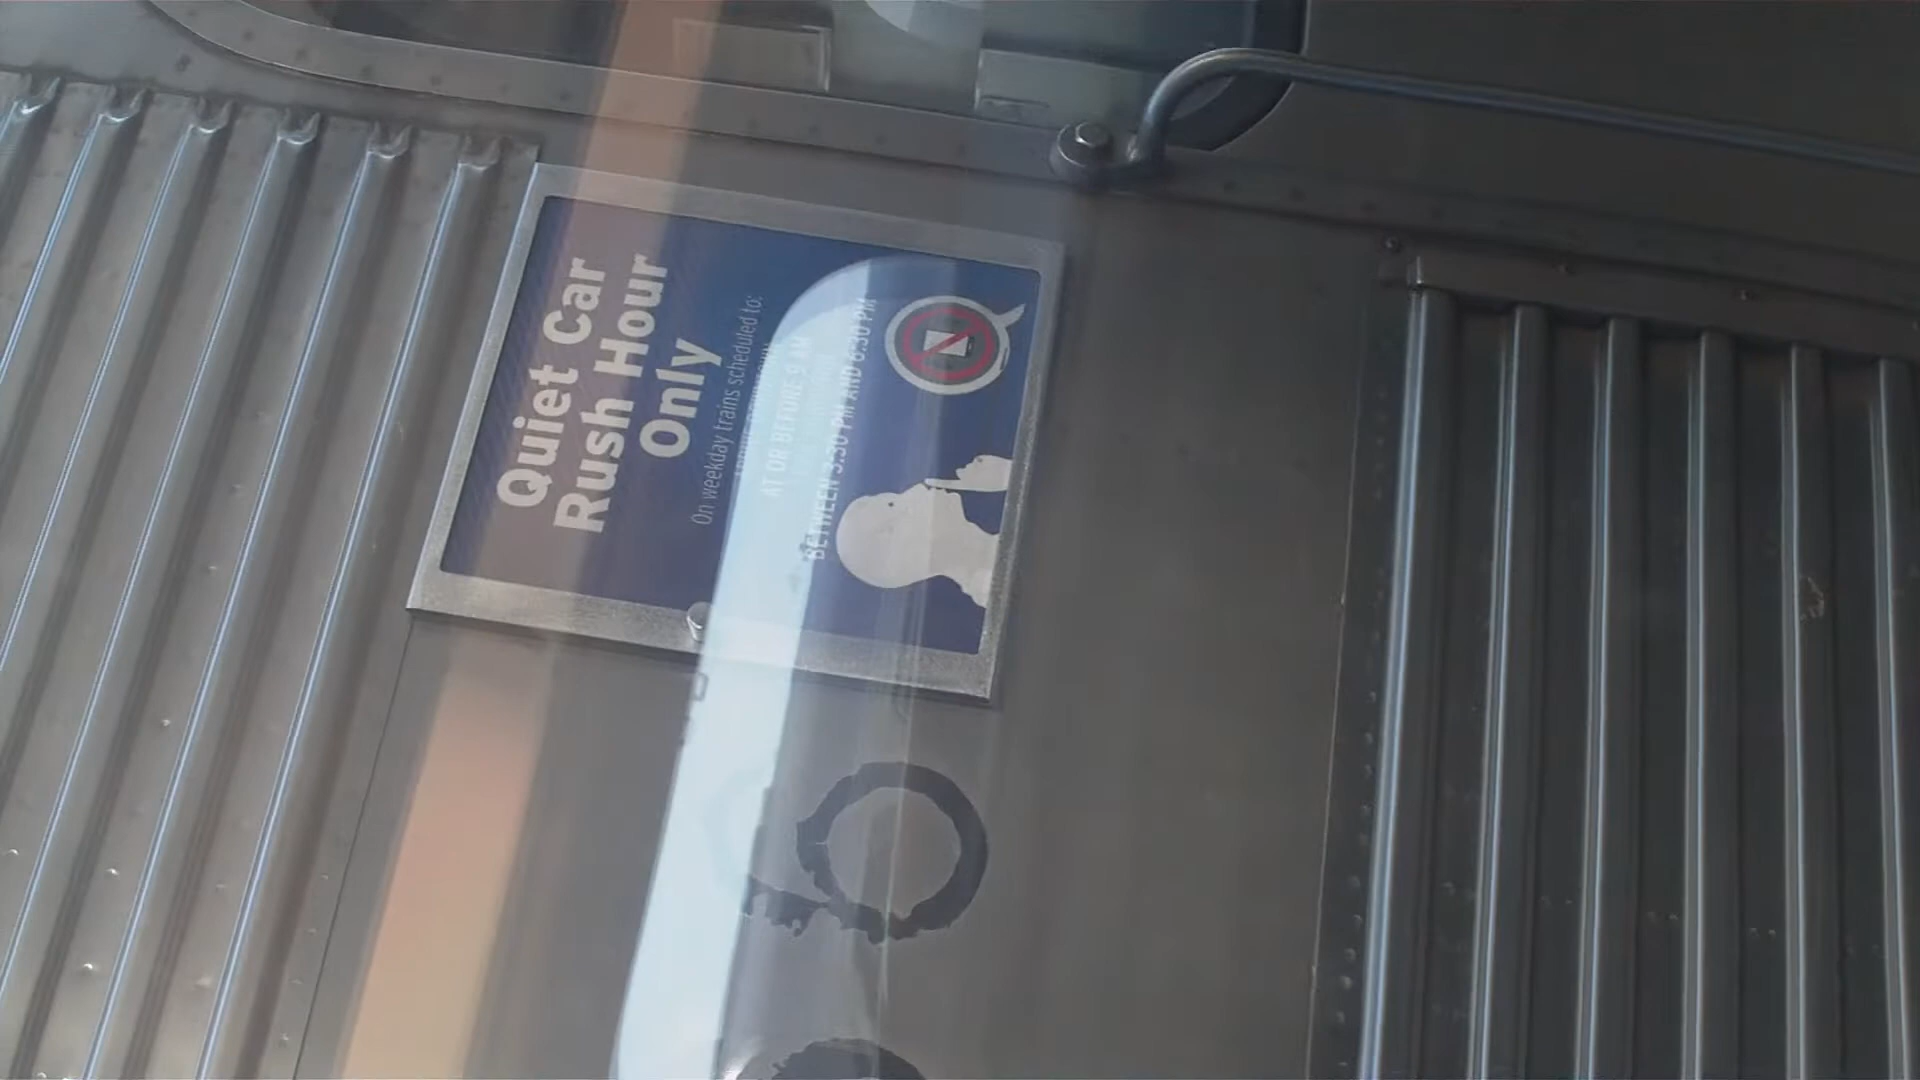 Quiet Car
Rush Hour
Only
On weekday trains scheduled to:
AT OR BEFORE 9 AM
BETWEEN 3:30 PM AND 6:30 PM